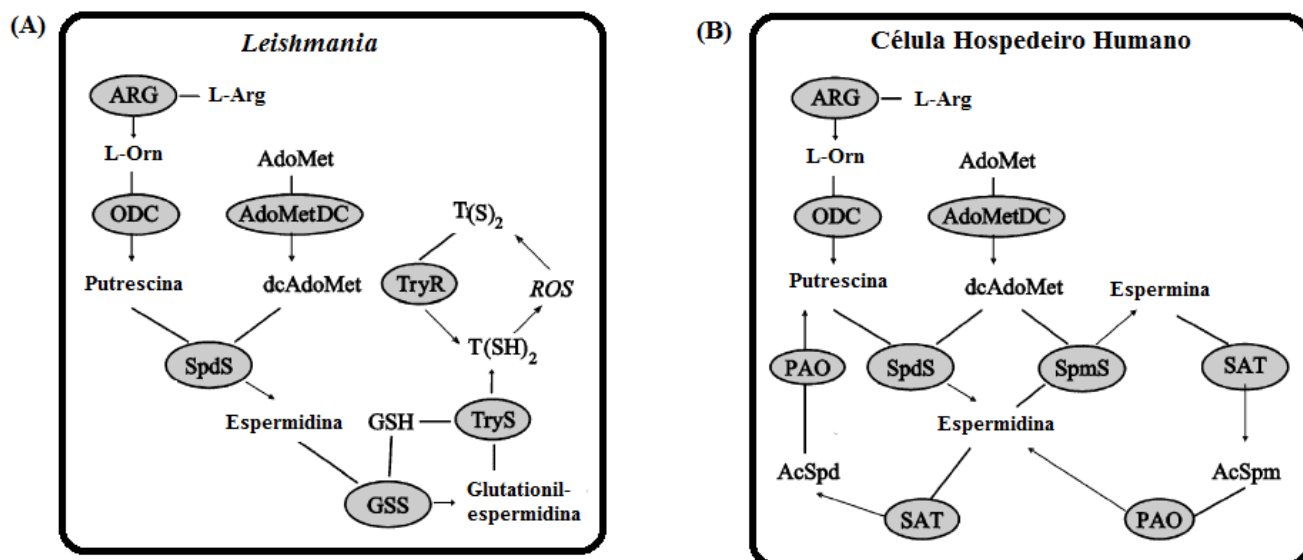 (A)
Leishmania
ARG
L-Arg
L-Orn
AdoMet
ODC
AdoMetDC
T(S)2
Putrescina
dcAdoMet
TryR
ROS
T(SH)2
SpdS
Espermidina
GSH
TryS
GSS
Glutationil-
espermidina
(B)
Célula Hospedeiro Humano
ARG
L-Arg
L-Orn
AdoMet
ODC
AdoMetDC
Putrescina
dcAdoMet
Espermina
PAO
SpdS
SpmS
SAT
Espermidina
AcSpd
AcSpm
SAT
PAO